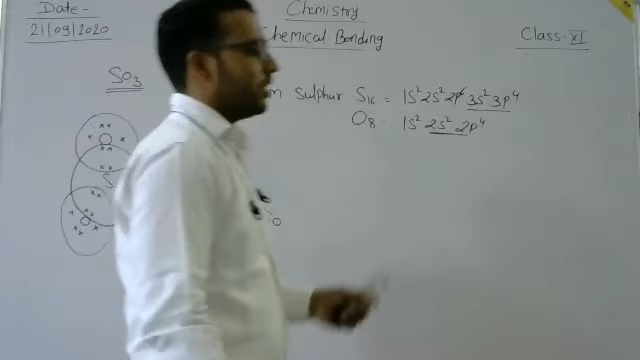 Date-
21/09/2020
Chemistry
Chemical Bonding
Class-XI
SO3
Sulphur S16 = 1S² 2S² 2P⁶ 3S² 3P⁴
O8 1S² 2S² 2P⁴
S
O